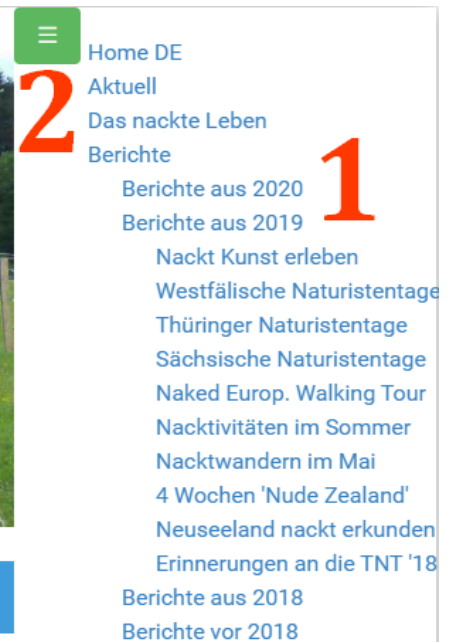 Home DE
2
Aktuell
Das nackte Leben
Berichte
1
Berichte aus 2020
Berichte aus 2019
Nackt Kunst erleben
Westfälische Naturistentage
Thüringer Naturistentage
Sächsische Naturistentage
Naked Europ. Walking Tour
Nacktivitäten im Sommer
Nacktwandern im Mai
4 Wochen 'Nude Zealand'
Neuseeland nackt erkunden
Erinnerungen an die TNT '18
Berichte aus 2018
Berichte vor 2018